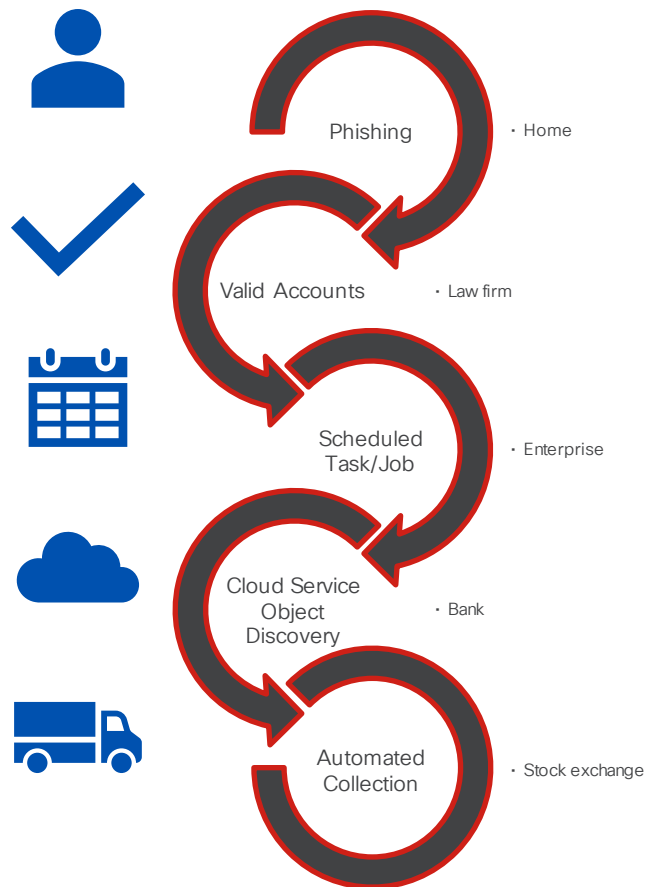 Phishing
· Home
Valid Accounts
· Law firm
Scheduled
Task/Job
· Enterprise
Cloud Service
Object
Discovery
· Bank
Automated
Collection
· Stock exchange